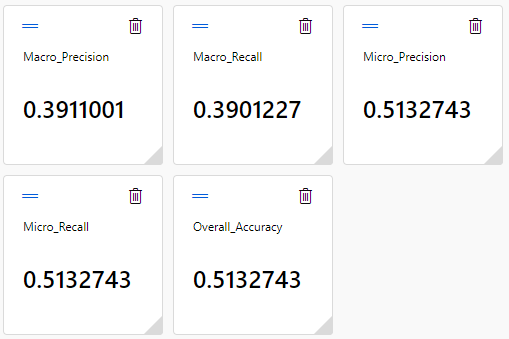 Macro_Precision
0.3911001
Macro_Recall
0.3901227
Micro_Precision
0.5132743
Micro_Recall
0.5132743
Overall_Accuracy
0.5132743